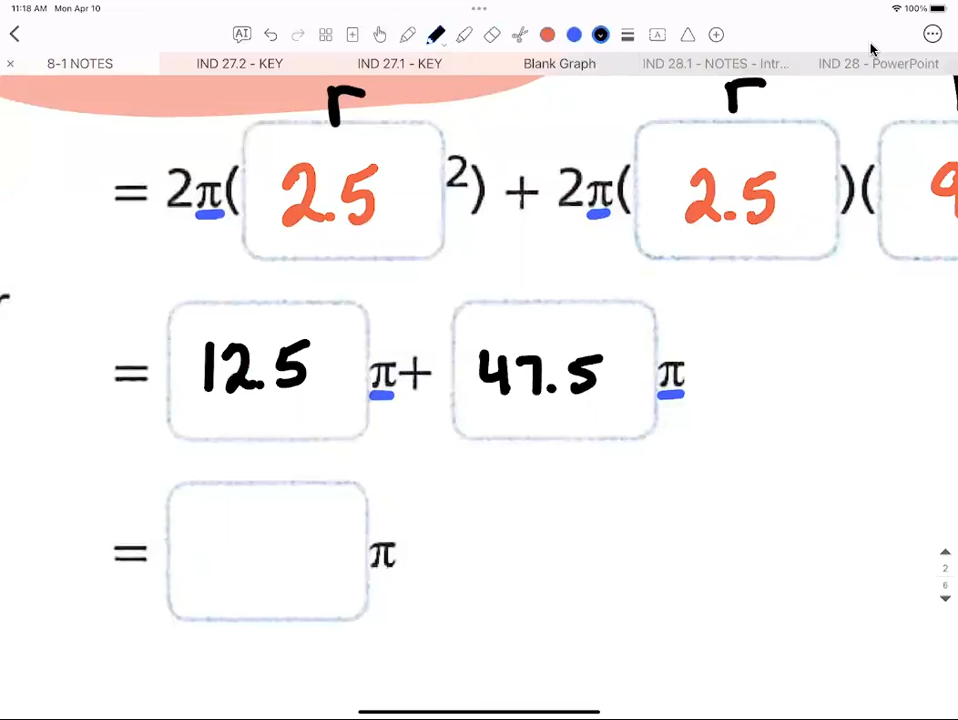 11:18 AM Mon Apr 10
100%
AI
A
8-1 NOTES
IND 27.2 - KEY
IND 27.1 - KEY
Blank Graph
IND 28.1 - NOTES - Intr...
IND 28 - PowerPoint
r r
= 2π( 2.5 ²) + 2π( 2.5 )(
= 12.5 π+ 47.5 π
= π
2
6